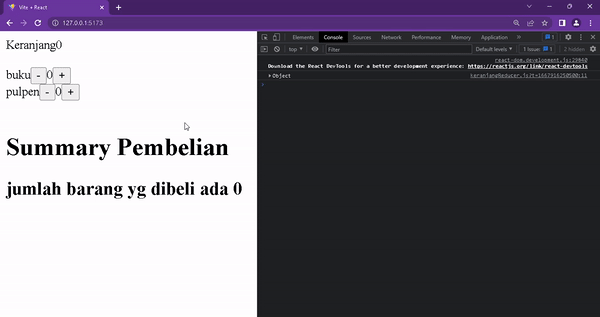 Vite + React
127.0.0.1:5173
Keranjang0
buku - 0 +
pulpen - 0 +
Summary Pembelian
jumlah barang yg dibeli ada 0
Elements Console Sources Network Performance Memory Application » 1
top Filter Default levels 1 Issue: 1 2 hidden
react-dom.development.js:29840
Download the React DevTools for a better development experience: https://reactjs.org/link/react-devtools
Object keranjangReducer.js?t=1667916250500:11